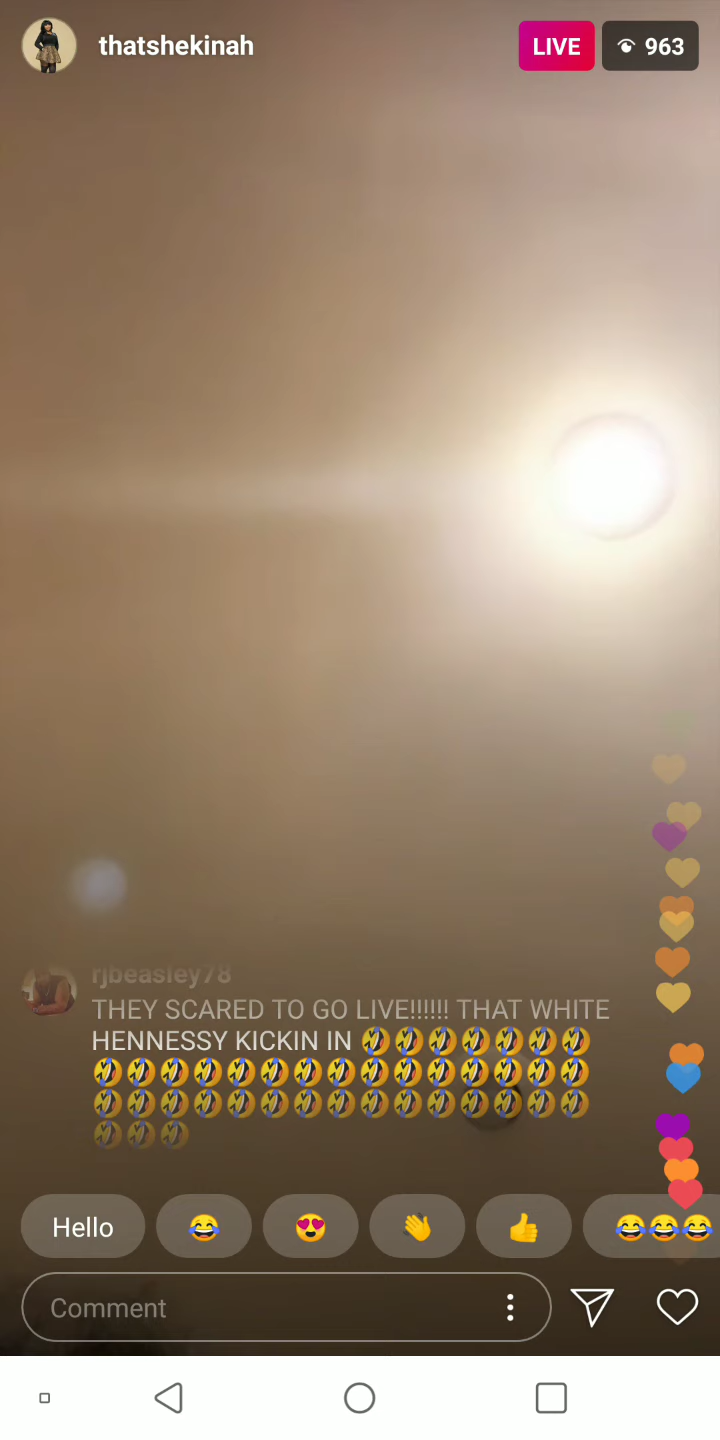 thatshekinah
LIVE
963
rjbeasley78
THEY SCARED TO GO LIVE!!!!!! THAT WHITE
HENNESSY KICKIN IN 🤣🤣🤣🤣🤣🤣🤣
🤣🤣🤣🤣🤣🤣🤣🤣🤣🤣🤣🤣🤣🤣🤣
🤣🤣🤣🤣🤣🤣🤣🤣🤣🤣🤣🤣🤣🤣🤣
🤣🤣🤣
Hello 😂 😍 👋 👍 😂😂😂
Comment